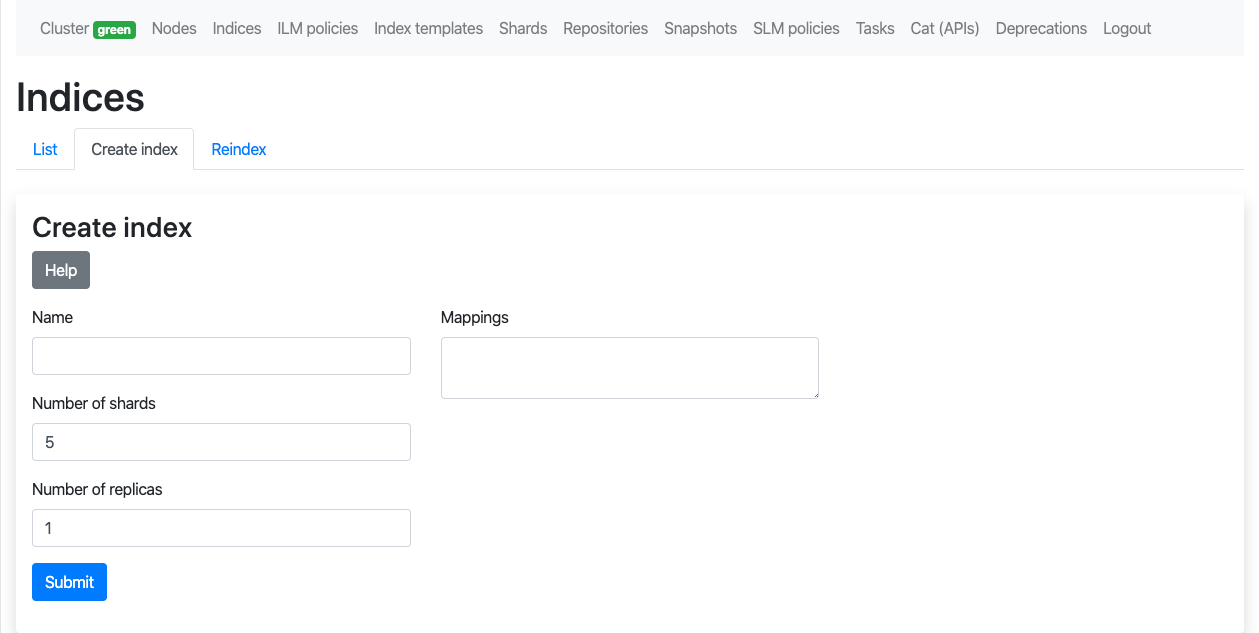 Cluster green Nodes Indices ILM policies Index templates Shards Repositories Snapshots SLM policies Tasks Cat (APIs) Deprecations Logout
Indices
List Create index Reindex
Create index
Help
Name
Mappings
Number of shards
5
Number of replicas
1
Submit